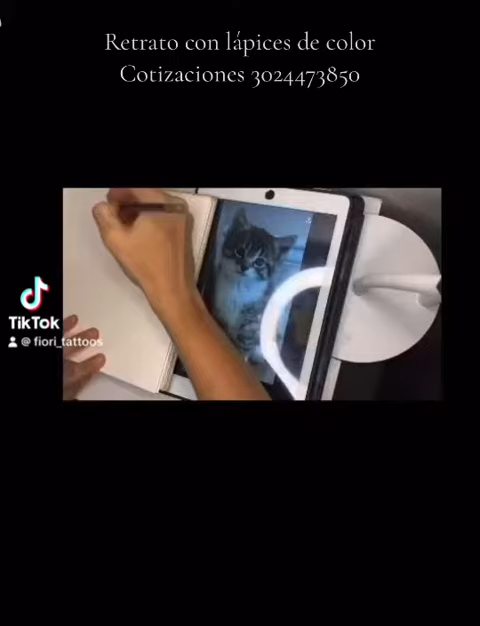 Retrato con lápices de color
Cotizaciones 3024473850
TikTok
@ fiori_tattoos